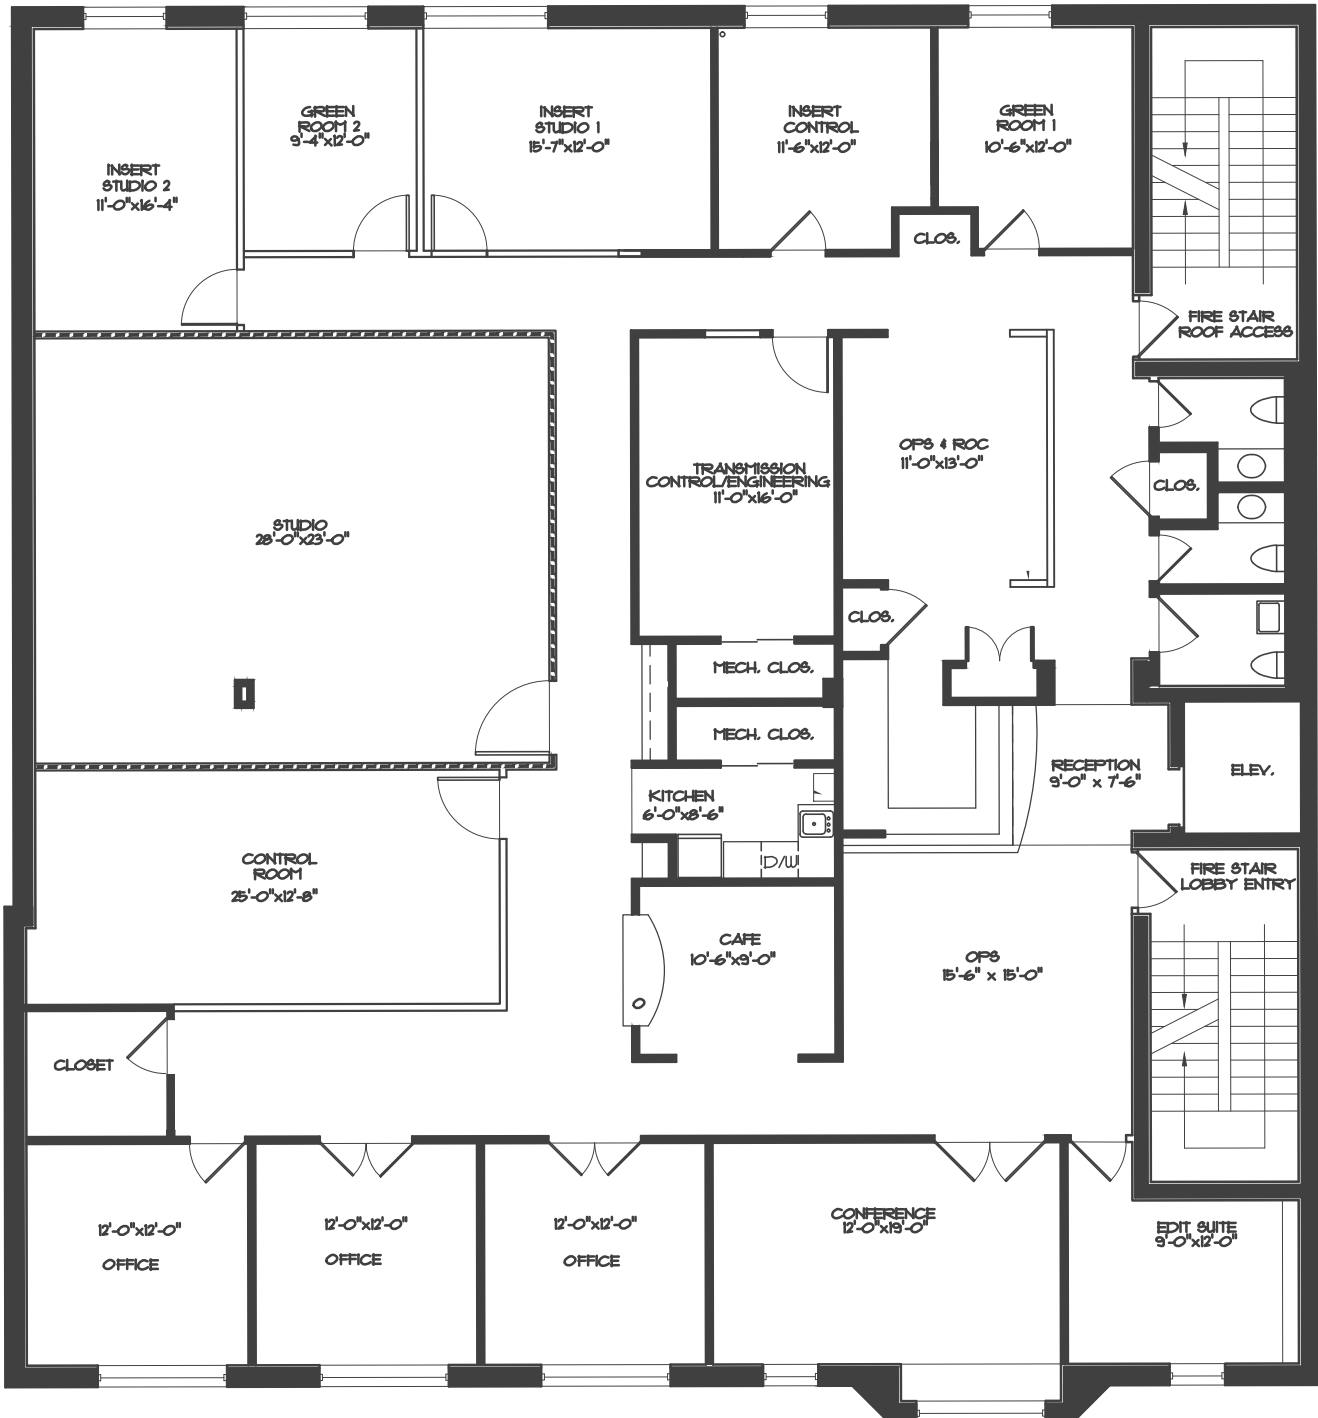 INSERT
STUDIO 2
11'-0"x16'-4"
GREEN
ROOM 2
9'-4"x12'-0"
INSERT
STUDIO 1
15'-7"x12'-0"
INSERT
CONTROL
11'-6"x12'-0"
GREEN
ROOM 1
10'-6"x12'-0"
CLOS.
FIRE STAIR
ROOF ACCESS
STUDIO
28'-0"x23'-0"
TRANSMISSION
CONTROL/ENGINEERING
11'-0"x16'-0"
OPS & ROC
11'-0"x13'-0"
CLOS.
CLOS.
MECH. CLOS.
MECH. CLOS.
KITCHEN
6'-0"x8'-6"
D/W
RECEPTION
9'-0" x 7'-6"
ELEV.
CONTROL
ROOM
25'-0"x12'-8"
FIRE STAIR
LOBBY ENTRY
CAFE
10'-6"x9'-0"
OPS
15'-6" x 15'-0"
CLOSET
12'-0"x12'-0"
OFFICE
12'-0"x12'-0"
OFFICE
12'-0"x12'-0"
OFFICE
CONFERENCE
12'-0"x19'-0"
EDIT SUITE
9'-0"x12'-0"